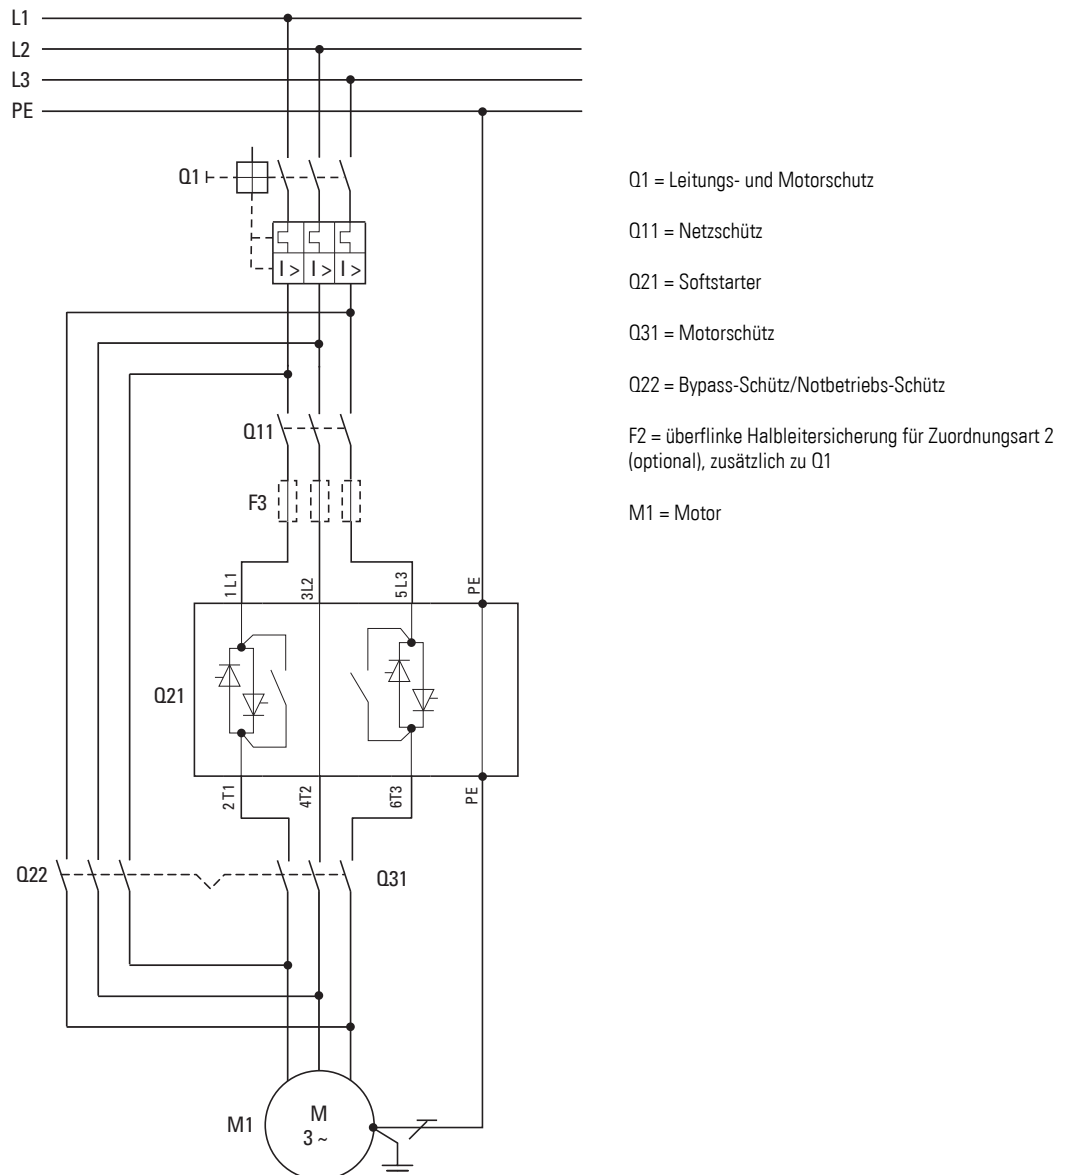 L1
L2
L3
PE
Q1
I > I > I >
Q11
F3
1 L1
3L2
5 L3
PE
Q21
2 T1
4T2
6T3
PE
Q22
Q31
M1
M
3 ~
Q1 = Leitungs- und Motorschutz
Q11 = Netzschütz
Q21 = Softstarter
Q31 = Motorschütz
Q22 = Bypass-Schütz/Notbetriebs-Schütz
F2 = überflinke Halbleitersicherung für Zuordnungsart 2
(optional), zusätzlich zu Q1
M1 = Motor